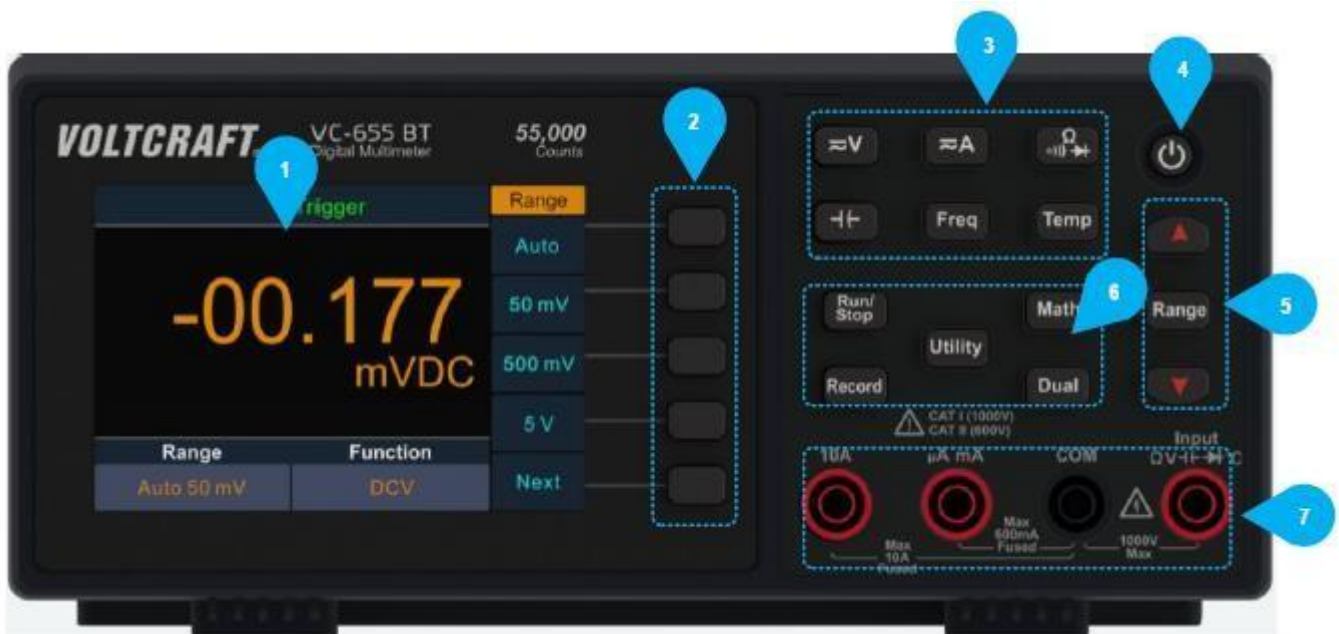 3
4
2
VOLTCRAFT
VC-655 BT
Digital Multimeter
55,000
Counts
1
Trigger
Range
Auto
50 mV
500 mV
5 V
Next
-00.177
mVDC
Range
Function
Auto 50 mV
DCV
≂V
≂A
Ω
Freq
Temp
Run/
Stop
Math
6
Range
5
Utility
Record
Dual
CAT I (1000V)
CAT II (600V)
Input
10A
µA mA
COM
ΩV °C
7
Max
600mA
Fused
1000V
Max
Max
10A
Fused